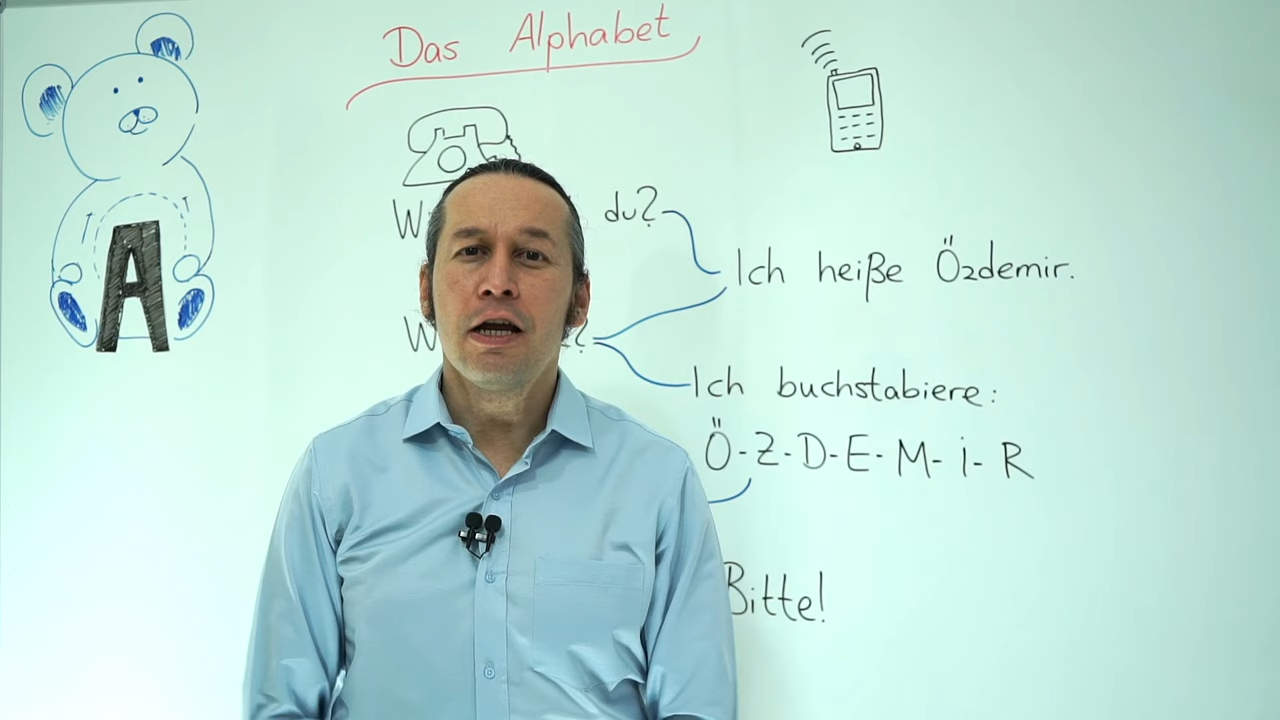 Das Alphabet
A
du?
Ich heiße Özdemir.
?
Ich buchstabiere:
Ö-Z-D-E-M-İ-R
Bitte!